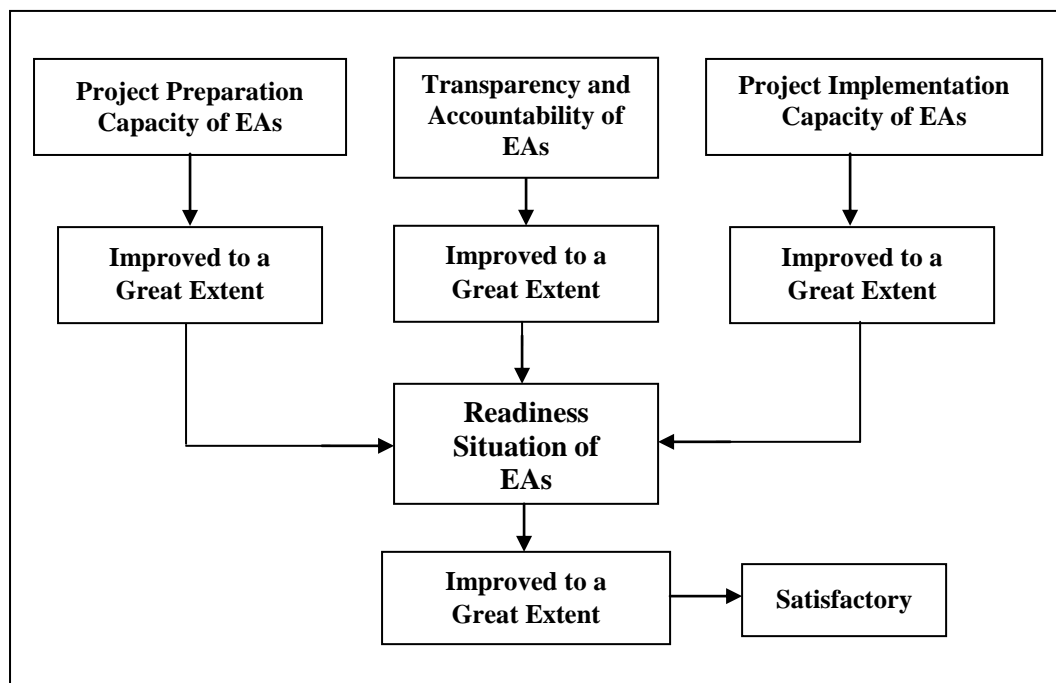 Project Preparation
Capacity of EAs
Transparency and
Accountability of
EAs
Project Implementation
Capacity of EAs
Improved to a
Great Extent
Improved to a
Great Extent
Improved to a
Great Extent
Readiness
Situation of
EAs
Improved to a
Great Extent
Satisfactory